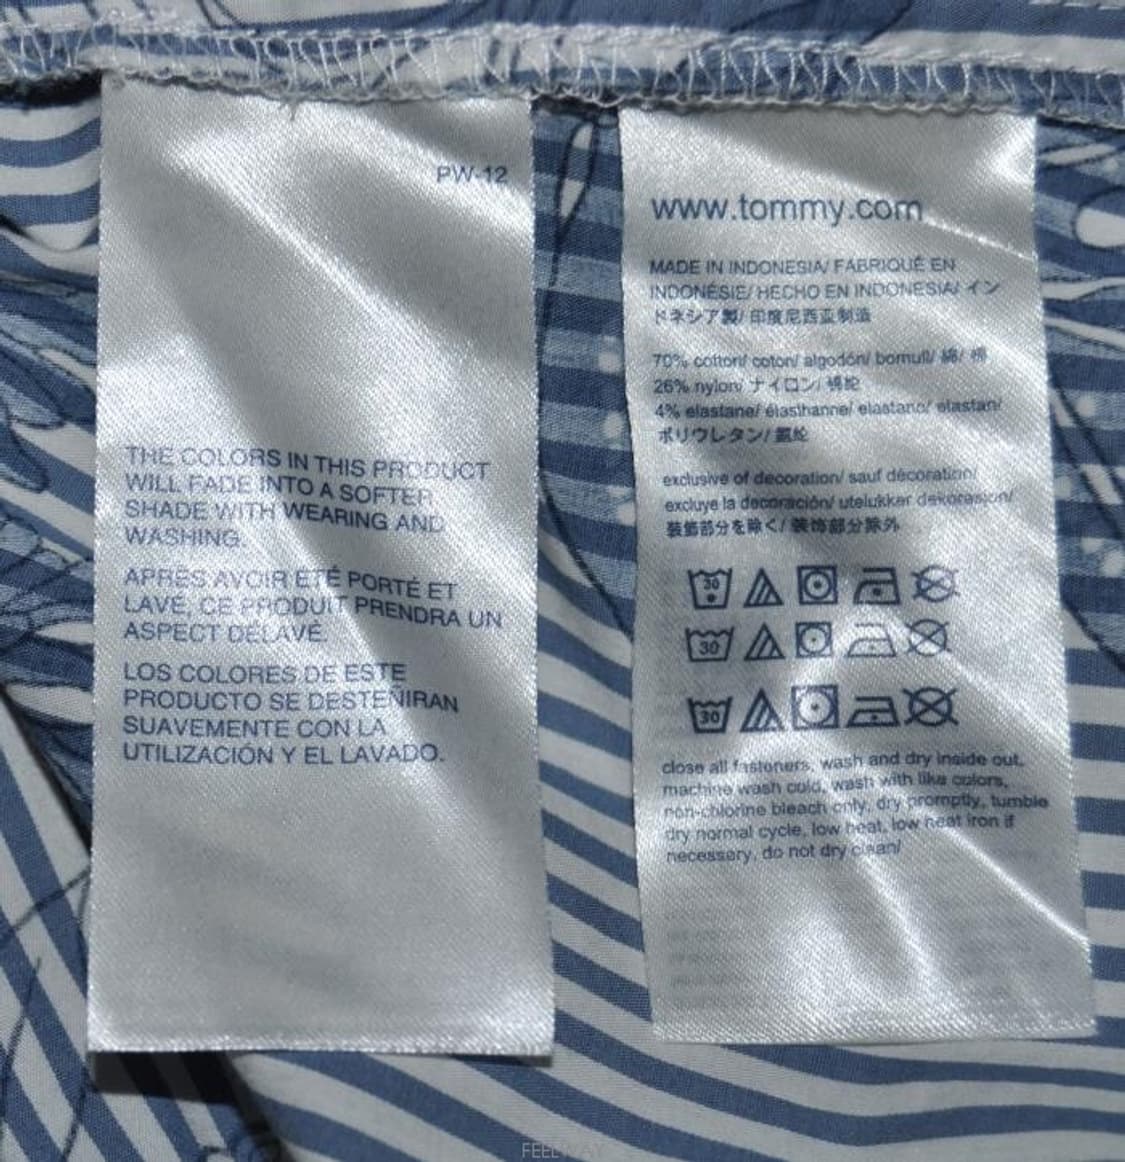 PW-12
THE COLORS IN THIS PRODUCT
WILL FADE INTO A SOFTER
SHADE WITH WEARING AND
WASHING.
APRÈS AVOIR ÉTÉ PORTÉ ET
LAVÉ, CE PRODUIT PRENDRA UN
ASPECT DÉLAVÉ.
LOS COLORES DE ESTE
PRODUCTO SE DESTEÑIRAN
SUAVEMENTE CON LA
UTILIZACIÓN Y EL LAVADO.
www.tommy.com
MADE IN INDONESIA/ FABRIQUÉ EN
INDONÉSIE/ HECHO EN INDONESIA/ イン
ドネシア製/ 印度尼西亚制造
70% cotton/ coton/ algodón/ bomull/ 綿/ 棉
26% nylon/ ナイロン/ 锦纶
4% elastane/ élasthanne/ elastano/ elastan/
ポリウレタン/ 氨纶
exclusive of decoration/ sauf décoration/
excluye la decoración/ utelukker dekorasjon/
装飾部分を除く/ 装饰部分除外
30
30
30
close all fasteners, wash and dry inside out,
machine wash cold, wash with like colors,
non-chlorine bleach only, dry promptly, tumble
dry normal cycle, low heat, low heat iron if
necessary, do not dry clean/